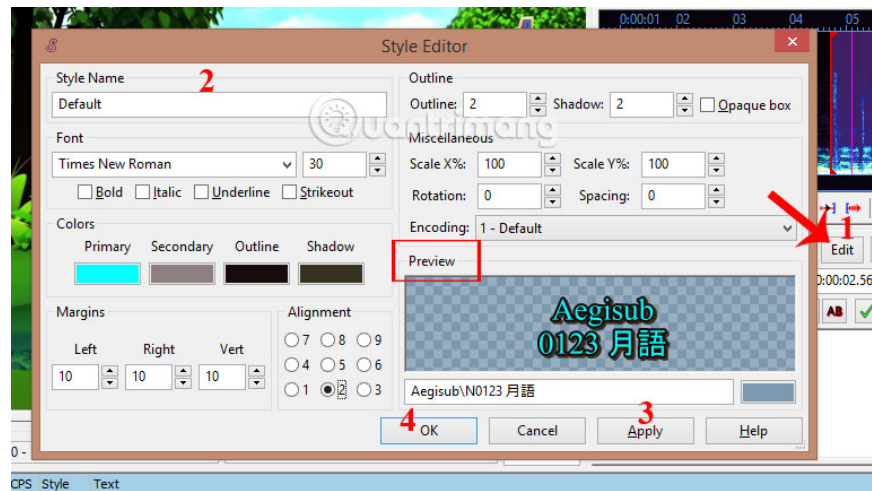 0:00:01 02 03 04 05
Style Editor
Style Name
2
Default
Font
Times New Roman
30
Bold Italic Underline Strikeout
Colors
Primary Secondary Outline Shadow
Margins
Left Right Vert
10 10 10
Alignment
7 8 9
4 5 6
1 2 3
Outline
Outline: 2 Shadow: 2 Opaque box
Quantrimang
Miscellaneous
Scale X%: 100 Scale Y%: 100
Rotation: 0 Spacing: 0
Encoding: 1 - Default
Preview
Aegisub
0123 月語
Aegisub\N0123 月語
4 3
OK Cancel Apply Help
1
Edit
0:00:02.56
AB
0 -
CPS Style Text